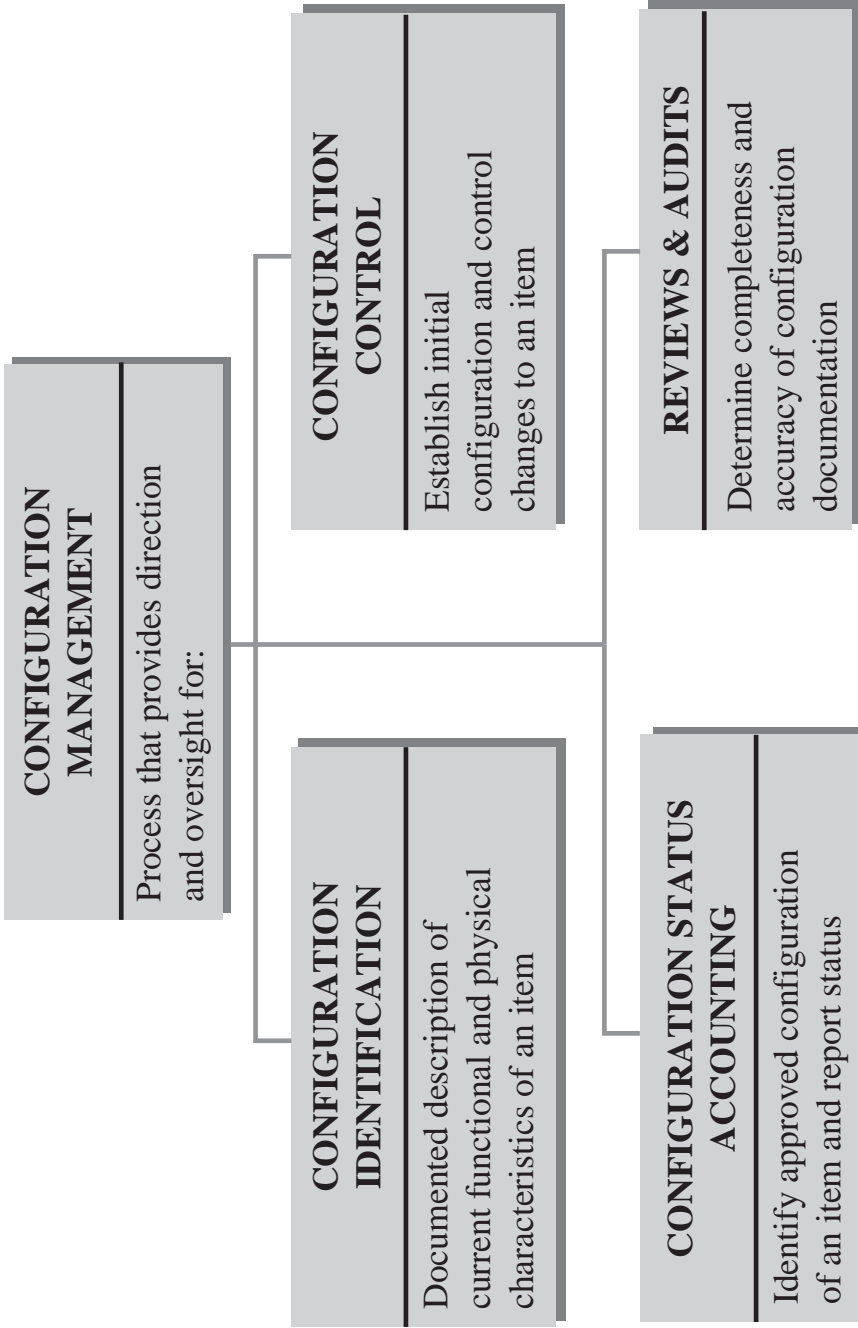 CONFIGURATION
MANAGEMENT
Process that provides direction
and oversight for:
CONFIGURATION
IDENTIFICATION
Documented description of
current functional and physical
characteristics of an item
CONFIGURATION
CONTROL
Establish initial
configuration and control
changes to an item
CONFIGURATION STATUS
ACCOUNTING
Identify approved configuration
of an item and report status
REVIEWS & AUDITS
Determine completeness and
accuracy of configuration
documentation